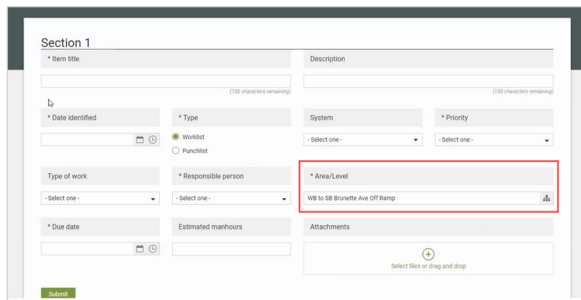 Section 1
* Item title
Description
(150 characters remaining)
(150 characters remaining)
* Date identified
* Type
System
* Priority
Worklist
- Select one -
- Select one -
Punchlist
Type of work
* Responsible person
* Area/Level
- Select one -
- Select one -
WB to SB Brunette Ave Off Ramp
* Due date
Estimated manhours
Attachments
Select files or drag and drop
Submit